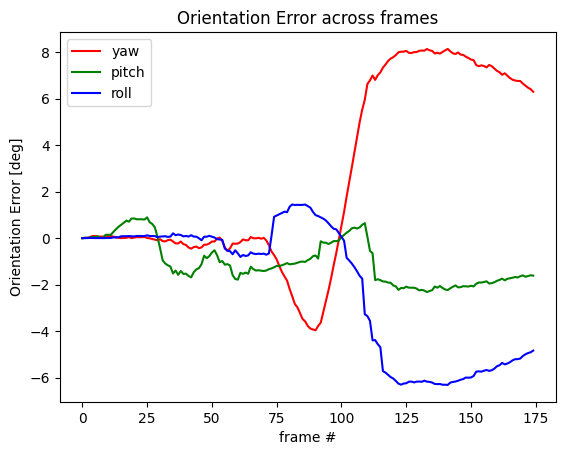 Orientation Error across frames
yaw
pitch
roll
Orientation Error [deg]
8
6
4
2
0
−2
−4
−6
0 25 50 75 100 125 150 175
frame #